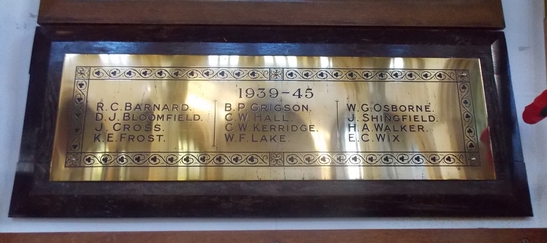 1939-45
R.C. BARNARD.
D.J. BLOOMFIELD.
J. CROSS.
K.E. FROST.
B.P. GRIGSON.
C.W. HALL.
C.W. KERRIDGE.
W.F. LAKE.
W.G. OSBORNE.
J. SHINGFIELD.
H.A. WALKER.
E.C. WIX.